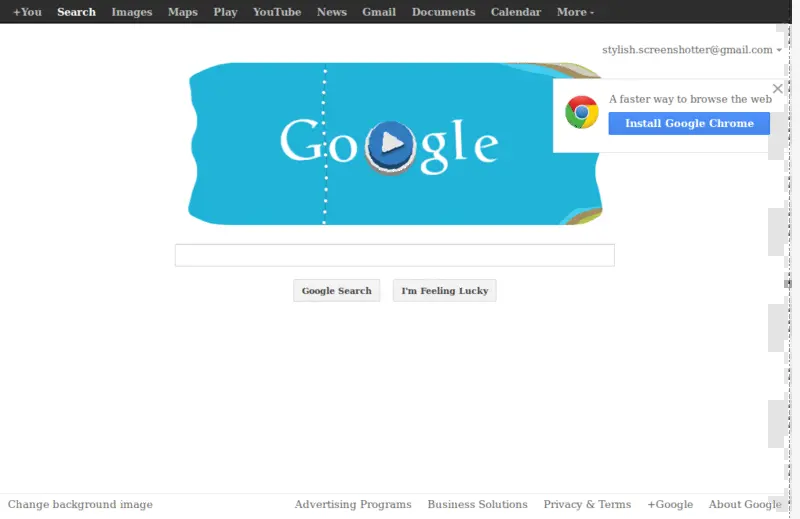 +You Search Images Maps Play YouTube News Gmail Documents Calendar More
stylish.screenshotter@gmail.com
A faster way to browse the web
Install Google Chrome
Google
Google Search I'm Feeling Lucky
Change background image Advertising Programs Business Solutions Privacy & Terms +Google About Google